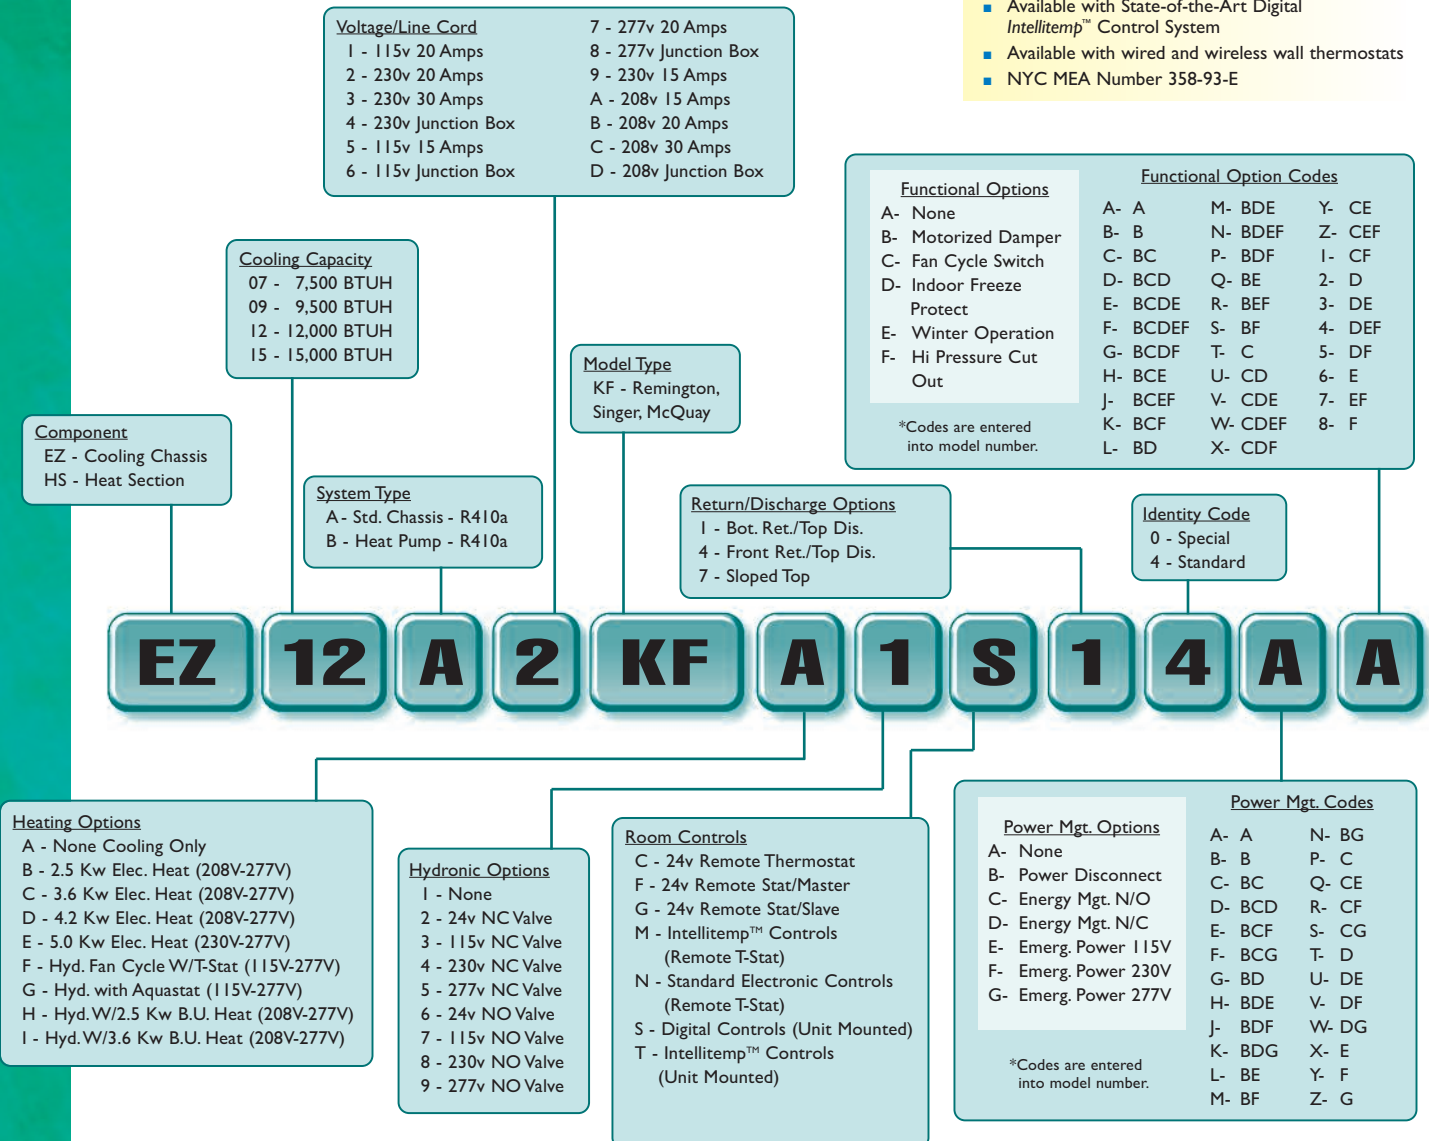 Available with State-of-the-Art Digital
Intellitemp™ Control System
Available with wired and wireless wall thermostats
NYC MEA Number 358-93-E
Voltage/Line Cord
1 - 115v 20 Amps
2 - 230v 20 Amps
3 - 230v 30 Amps
4 - 230v Junction Box
5 - 115v 15 Amps
6 - 115v Junction Box
7 - 277v 20 Amps
8 - 277v Junction Box
9 - 230v 15 Amps
A - 208v 15 Amps
B - 208v 20 Amps
C - 208v 30 Amps
D - 208v Junction Box
Cooling Capacity
07 - 7,500 BTUH
09 - 9,500 BTUH
12 - 12,000 BTUH
15 - 15,000 BTUH
Component
EZ - Cooling Chassis
HS - Heat Section
System Type
A - Std. Chassis - R410a
B - Heat Pump - R410a
Model Type
KF - Remington,
Singer, McQuay
Return/Discharge Options
1 - Bot. Ret./Top Dis.
4 - Front Ret./Top Dis.
7 - Sloped Top
Identity Code
0 - Special
4 - Standard
Functional Options
A- None
B- Motorized Damper
C- Fan Cycle Switch
D- Indoor Freeze
Protect
E- Winter Operation
F- Hi Pressure Cut
Out
*Codes are entered
into model number.
Functional Option Codes
A- A
B- B
C- BC
D- BCD
E- BCDE
F- BCDEF
G- BCDF
H- BCE
J- BCEF
K- BCF
L- BD
M- BDE
N- BDEF
P- BDF
Q- BE
R- BEF
S- BF
T- C
U- CD
V- CDE
W- CDEF
X- CDF
Y- CE
Z- CEF
1- CF
2- D
3- DE
4- DEF
5- DF
6- E
7- EF
8- F
EZ 12 A 2 KF A 1 S 1 4 A A
Heating Options
A - None Cooling Only
B - 2.5 Kw Elec. Heat (208V-277V)
C - 3.6 Kw Elec. Heat (208V-277V)
D - 4.2 Kw Elec. Heat (208V-277V)
E - 5.0 Kw Elec. Heat (230V-277V)
F - Hyd. Fan Cycle W/T-Stat (115V-277V)
G - Hyd. with Aquastat (115V-277V)
H - Hyd. W/2.5 Kw B.U. Heat (208V-277V)
I - Hyd. W/3.6 Kw B.U. Heat (208V-277V)
Hydronic Options
1 - None
2 - 24v NC Valve
3 - 115v NC Valve
4 - 230v NC Valve
5 - 277v NC Valve
6 - 24v NO Valve
7 - 115v NO Valve
8 - 230v NO Valve
9 - 277v NO Valve
Room Controls
C - 24v Remote Thermostat
F - 24v Remote Stat/Master
G - 24v Remote Stat/Slave
M - Intellitemp™ Controls
(Remote T-Stat)
N - Standard Electronic Controls
(Remote T-Stat)
S - Digital Controls (Unit Mounted)
T - Intellitemp™ Controls
(Unit Mounted)
Power Mgt. Options
A- None
B- Power Disconnect
C- Energy Mgt. N/O
D- Energy Mgt. N/C
E- Emerg. Power 115V
F- Emerg. Power 230V
G- Emerg. Power 277V
*Codes are entered
into model number.
Power Mgt. Codes
A- A
B- B
C- BC
D- BCD
E- BCF
F- BCG
G- BD
H- BDE
J- BDF
K- BDG
L- BE
M- BF
N- BG
P- C
Q- CE
R- CF
S- CG
T- D
U- DE
V- DF
W- DG
X- E
Y- F
Z- G